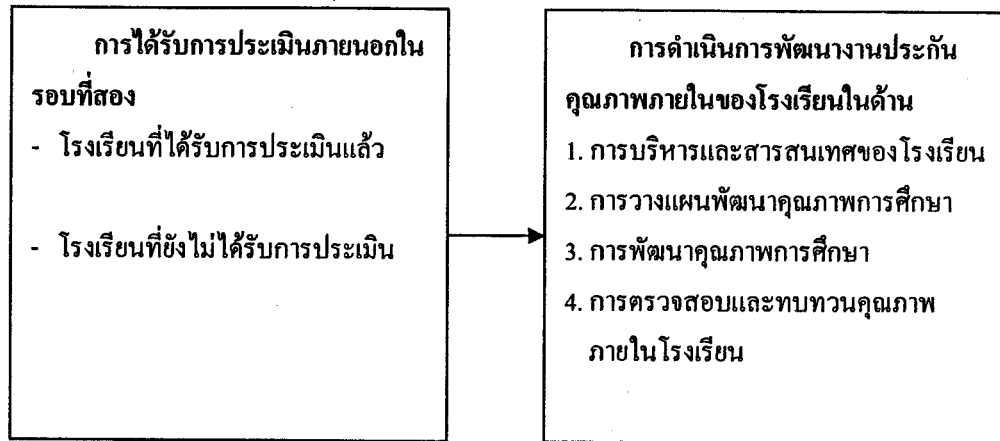 การได้รับการประเมินภายนอกใน
รอบที่สอง
- โรงเรียนที่ได้รับการประเมินแล้ว
- โรงเรียนที่ยังไม่ได้รับการประเมิน
การดำเนินการพัฒนางานประกัน
คุณภาพภายในของโรงเรียนในด้าน
1. การบริหารและสารสนเทศของโรงเรียน
2. การวางแผนพัฒนาคุณภาพการศึกษา
3. การพัฒนาคุณภาพการศึกษา
4. การตรวจสอบและทบทวนคุณภาพ
ภายในโรงเรียน